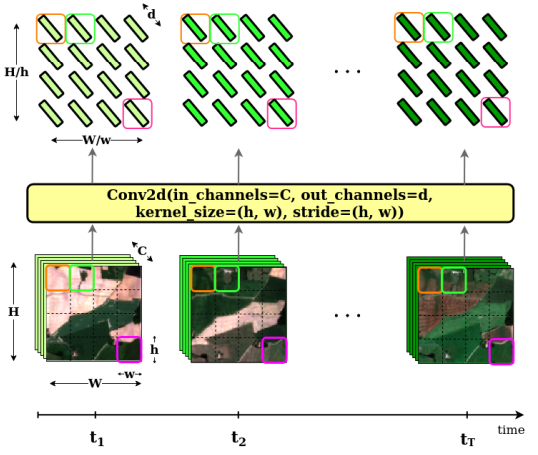 d
H/h
. . .
W/w
Conv2d(in_channels=C, out_channels=d,
kernel_size=(h, w), stride=(h, w))
C
H
. . .
h
w
W
time
t1
t2
tT